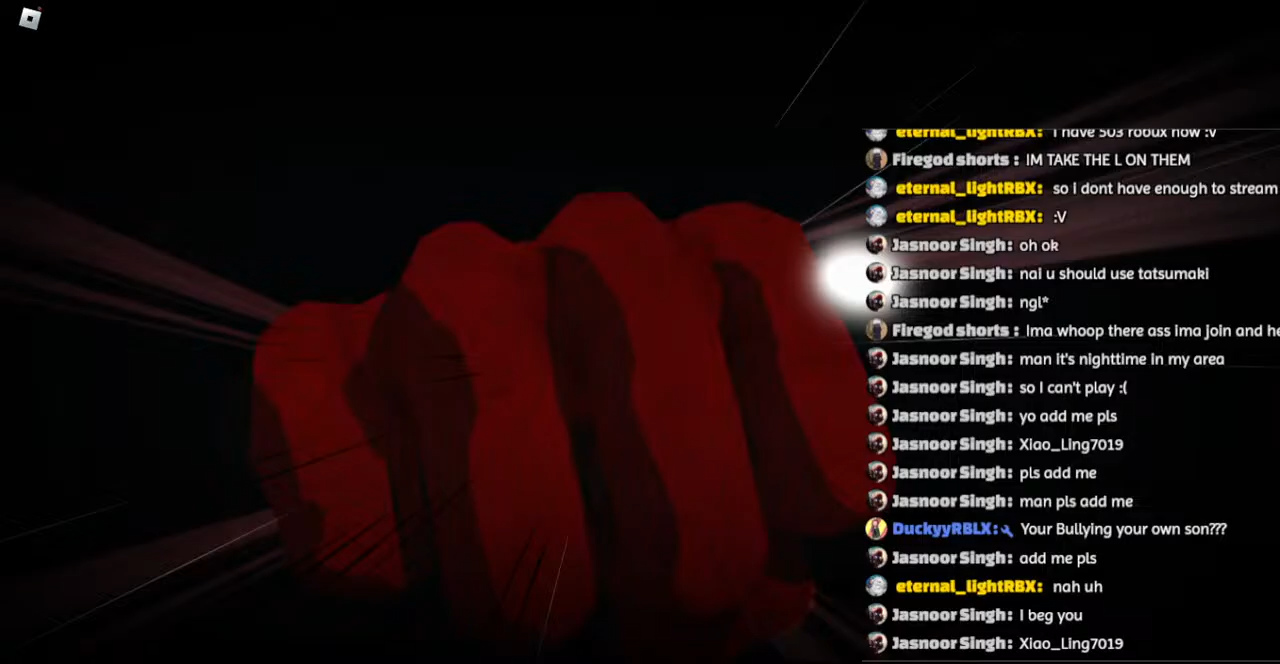 eternal_lightRBX: I have 503 robux now :v
Firegod shorts : IM TAKE THE L ON THEM
eternal_lightRBX: so i dont have enough to stream
eternal_lightRBX: :V
Jasnoor Singh: oh ok
Jasnoor Singh: nai u should use tatsumaki
Jasnoor Singh: ngl*
Firegod shorts : Ima whoop there ass ima join and he
Jasnoor Singh: man it's nighttime in my area
Jasnoor Singh: so I can't play :(
Jasnoor Singh: yo add me pls
Jasnoor Singh: Xiao_Ling7019
Jasnoor Singh: pls add me
Jasnoor Singh: man pls add me
DuckyyRBLX: Your Bullying your own son???
Jasnoor Singh: add me pls
eternal_lightRBX: nah uh
Jasnoor Singh: I beg you
Jasnoor Singh: Xiao_Ling7019